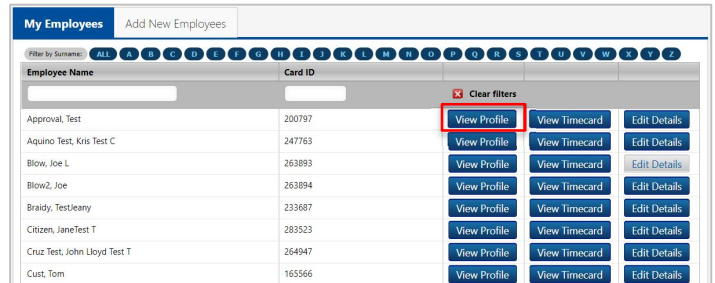 My Employees Add New Employees
Filter by Surname: ALL A B C D E F G H I J K L M N O P Q R S T U V W X Y Z
Employee Name Card ID
Clear filters
Approval, Test 200797 View Profile View Timecard Edit Details
Aquino Test, Kris Test C 247763 View Profile View Timecard Edit Details
Blow, Joe L 263893 View Profile View Timecard Edit Details
Blow2, Joe 263894 View Profile View Timecard Edit Details
Braidy, TestJeany 233687 View Profile View Timecard Edit Details
Citizen, JaneTest T 283523 View Profile View Timecard Edit Details
Cruz Test, John Lloyd Test T 264947 View Profile View Timecard Edit Details
Cust, Tom 165566 View Profile View Timecard Edit Details